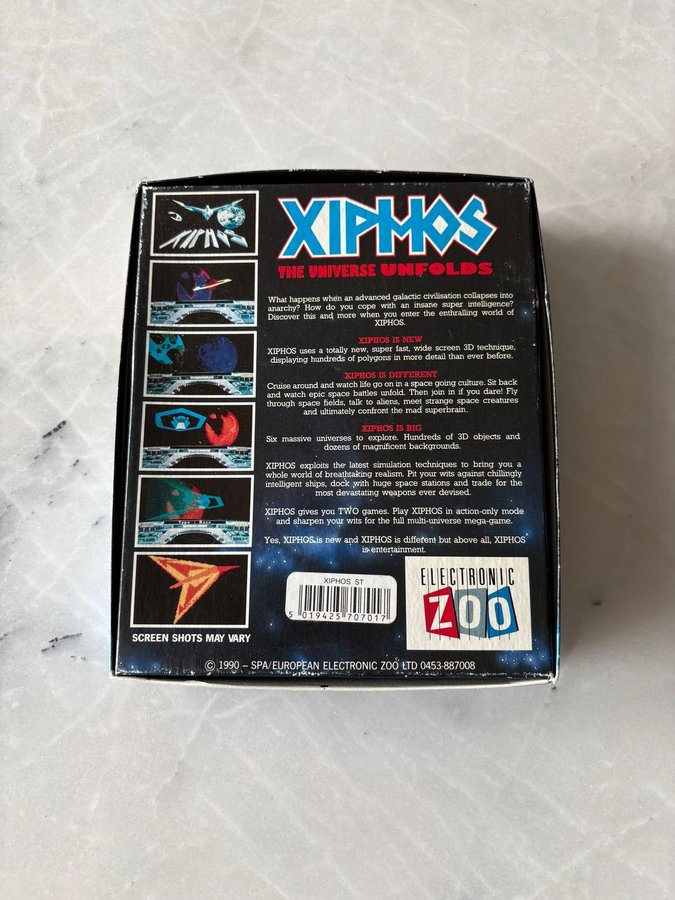 XIPHOS
XIPHOS
THE UNIVERSE UNFOLDS
What happens when an advanced galactic civilisation collapses into
anarchy? How do you cope with an insane super intelligence?
Discover this and more when you enter the enthralling world of
XIPHOS.
XIPHOS IS NEW
XIPHOS uses a totally new, super fast, wide screen 3D technique,
displaying hundreds of polygons in more detail than ever before.
XIPHOS IS DIFFERENT
Cruise around and watch life go on in a space going culture. Sit back
and watch epic space battles unfold. Then join in if you dare! Fly
through space fields, talk to aliens, meet strange space creatures
and ultimately confront the mad superbrain.
XIPHOS IS BIG
Six massive universes to explore. Hundreds of 3D objects and
dozens of magnificent backgrounds.
XIPHOS exploits the latest simulation techniques to bring you a
whole world of breathtaking realism. Pit your wits against chillingly
intelligent ships, dock with huge space stations and trade for the
most devastating weapons ever devised.
XIPHOS gives you TWO games. Play XIPHOS in action-only mode
and sharpen your wits for the full multi-universe mega-game.
Yes, XIPHOS is new and XIPHOS is different but above all, XIPHOS
is entertainment.
XIPHOS ST
5 019425 707017
ELECTRONIC
ZOO
SCREEN SHOTS MAY VARY
© 1990 – SPA/EUROPEAN ELECTRONIC ZOO LTD 0453-887008